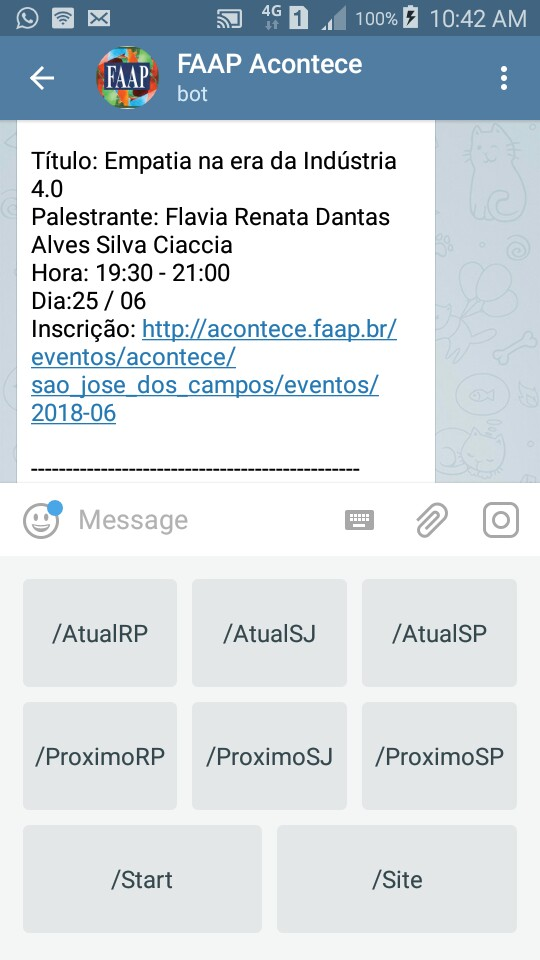 4G 1 100% 10:42 AM
FAAP
FAAP Acontece
bot
Título: Empatia na era da Indústria
4.0
Palestrante: Flavia Renata Dantas
Alves Silva Ciaccia
Hora: 19:30 - 21:00
Dia:25 / 06
Inscrição: http://acontece.faap.br/
eventos/acontece/
sao_jose_dos_campos/eventos/
2018-06
-----------------------------------------------
Message
/AtualRP /AtualSJ /AtualSP
/ProximoRP /ProximoSJ /ProximoSP
/Start /Site